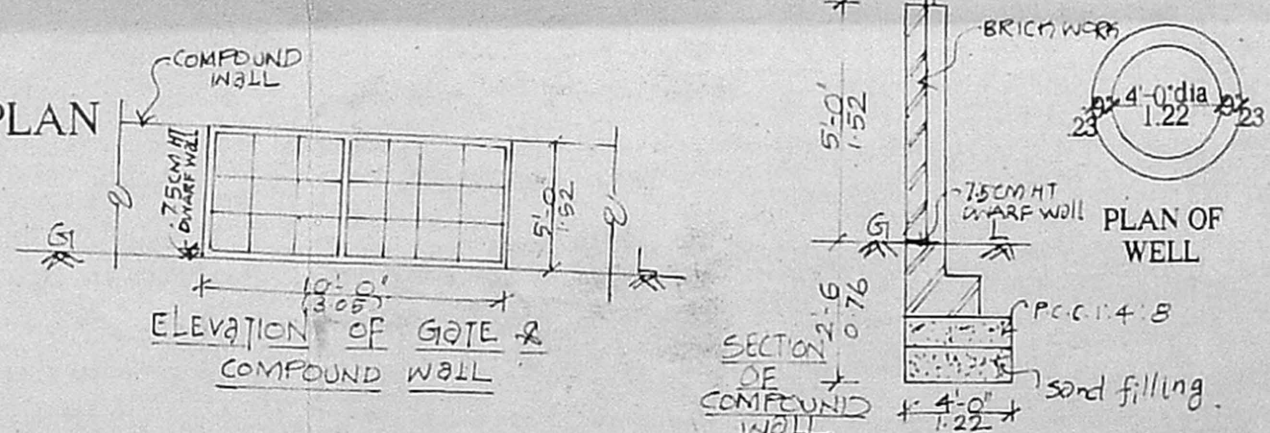 PLAN
COMPOUND
WALL
7.5CM HT
DWARF WALL
G
5'-0
1.52
L
10'-0'
(3.05)
ELEVATION OF GATE &
COMPOUND WALL
BRICK WORK
5'-0'
1.52
7.5CM HT
DWARF WALL
G
L
2'-6
0.76
P.C.C. 1:4:8
Sand filling.
4'-0"
1.22
SECTION
OF
COMPOUND
WALL
4'-0"dia
1.22
.23
.23
PLAN OF
WELL